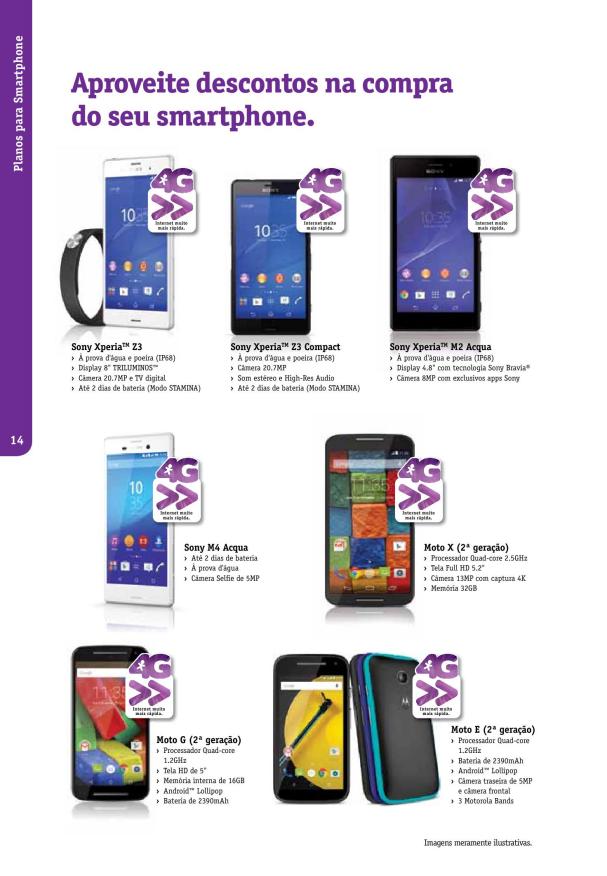 Planos para Smartphone
Aproveite descontos na compra
do seu smartphone.
4G
Internet muito
mais rápida.
4G
Internet muito
mais rápida.
4G
Internet muito
mais rápida.
SONY
SONY
Sony Xperia™ Z3
› À prova d'água e poeira (IP68)
› Display 8" TRILUMINOS™
› Câmera 20.7MP e TV digital
› Até 2 dias de bateria (Modo STAMINA)
Sony Xperia™ Z3 Compact
› À prova d'água e poeira (IP68)
› Câmera 20.7MP
› Som estéreo e High-Res Audio
› Até 2 dias de bateria (Modo STAMINA)
Sony Xperia™ M2 Acqua
› À prova d'água e poeira (IP68)
› Display 4.8" com tecnologia Sony Bravia®
› Câmera 8MP com exclusivos apps Sony
14
4G
Internet muito
mais rápida.
Sony M4 Acqua
› Até 2 dias de bateria
› À prova d'água
› Câmera Selfie de 5MP
4G
Internet muito
mais rápida.
Moto X (2ª geração)
› Processador Quad-core 2.5GHz
› Tela Full HD 5.2"
› Câmera 13MP com captura 4K
› Memória 32GB
4G
Internet muito
mais rápida.
Moto G (2ª geração)
› Processador Quad-core
1.2GHz
› Tela HD de 5"
› Memória interna de 16GB
› Android™ Lollipop
› Bateria de 2390mAh
4G
Internet muito
mais rápida.
Moto E (2ª geração)
› Processador Quad-core
1.2GHz
› Bateria de 2390mAh
› Android™ Lollipop
› Câmera traseira de 5MP
e câmera frontal
› 3 Motorola Bands
Imagens meramente ilustrativas.